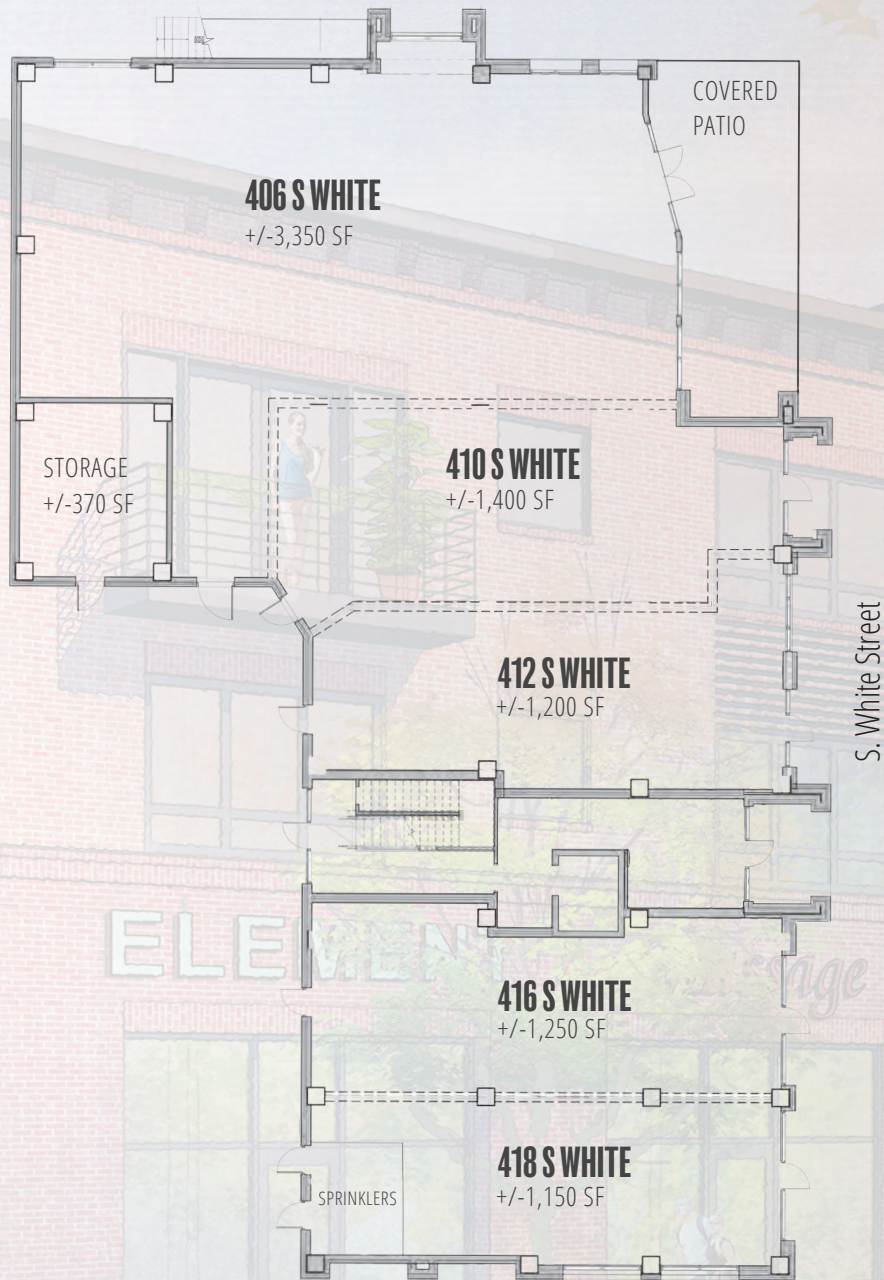 COVERED
PATIO
406 S WHITE
+/-3,350 SF
STORAGE
+/-370 SF
410 S WHITE
+/-1,400 SF
412 S WHITE
+/-1,200 SF
S. White Street
ELEMENT
416 S WHITE
+/-1,250 SF
418 S WHITE
+/-1,150 SF
SPRINKLERS